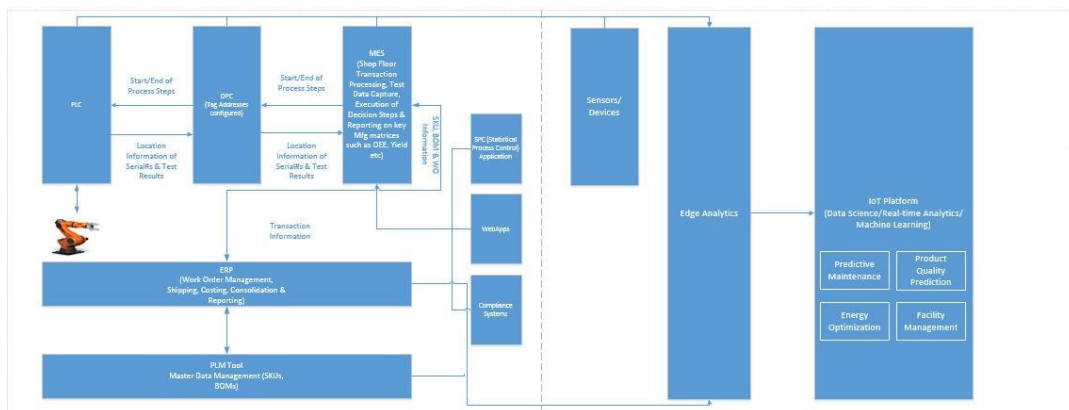 PLC
Start/End of
Process Steps
Location
Information of
Serial#s & Test
Results
OPC
(Tag Addresses
configured)
Start/End of
Process Steps
Location
Information of
Serial#s & Test
Results
MES
(Shop Floor
Transaction
Processing, Test
Data Capture,
Execution of
Decision Steps &
Reporting on key
Mfg matrices
such as OEE, Yield
etc)
SKU, BOM & WO
Information
SPC (Statistical
Process Control)
Application
WebApps
Compliance
Systems
Transaction
Information
ERP
(Work Order Management,
Shipping, Costing, Consolidation &
Reporting)
PLM Tool
Master Data Management (SKUs,
BOMs)
Sensors/
Devices
Edge Analytics
IoT Platform
(Data Science/Real-time Analytics/
Machine Learning)
Predictive
Maintenance
Product
Quality
Prediction
Energy
Optimization
Facility
Management